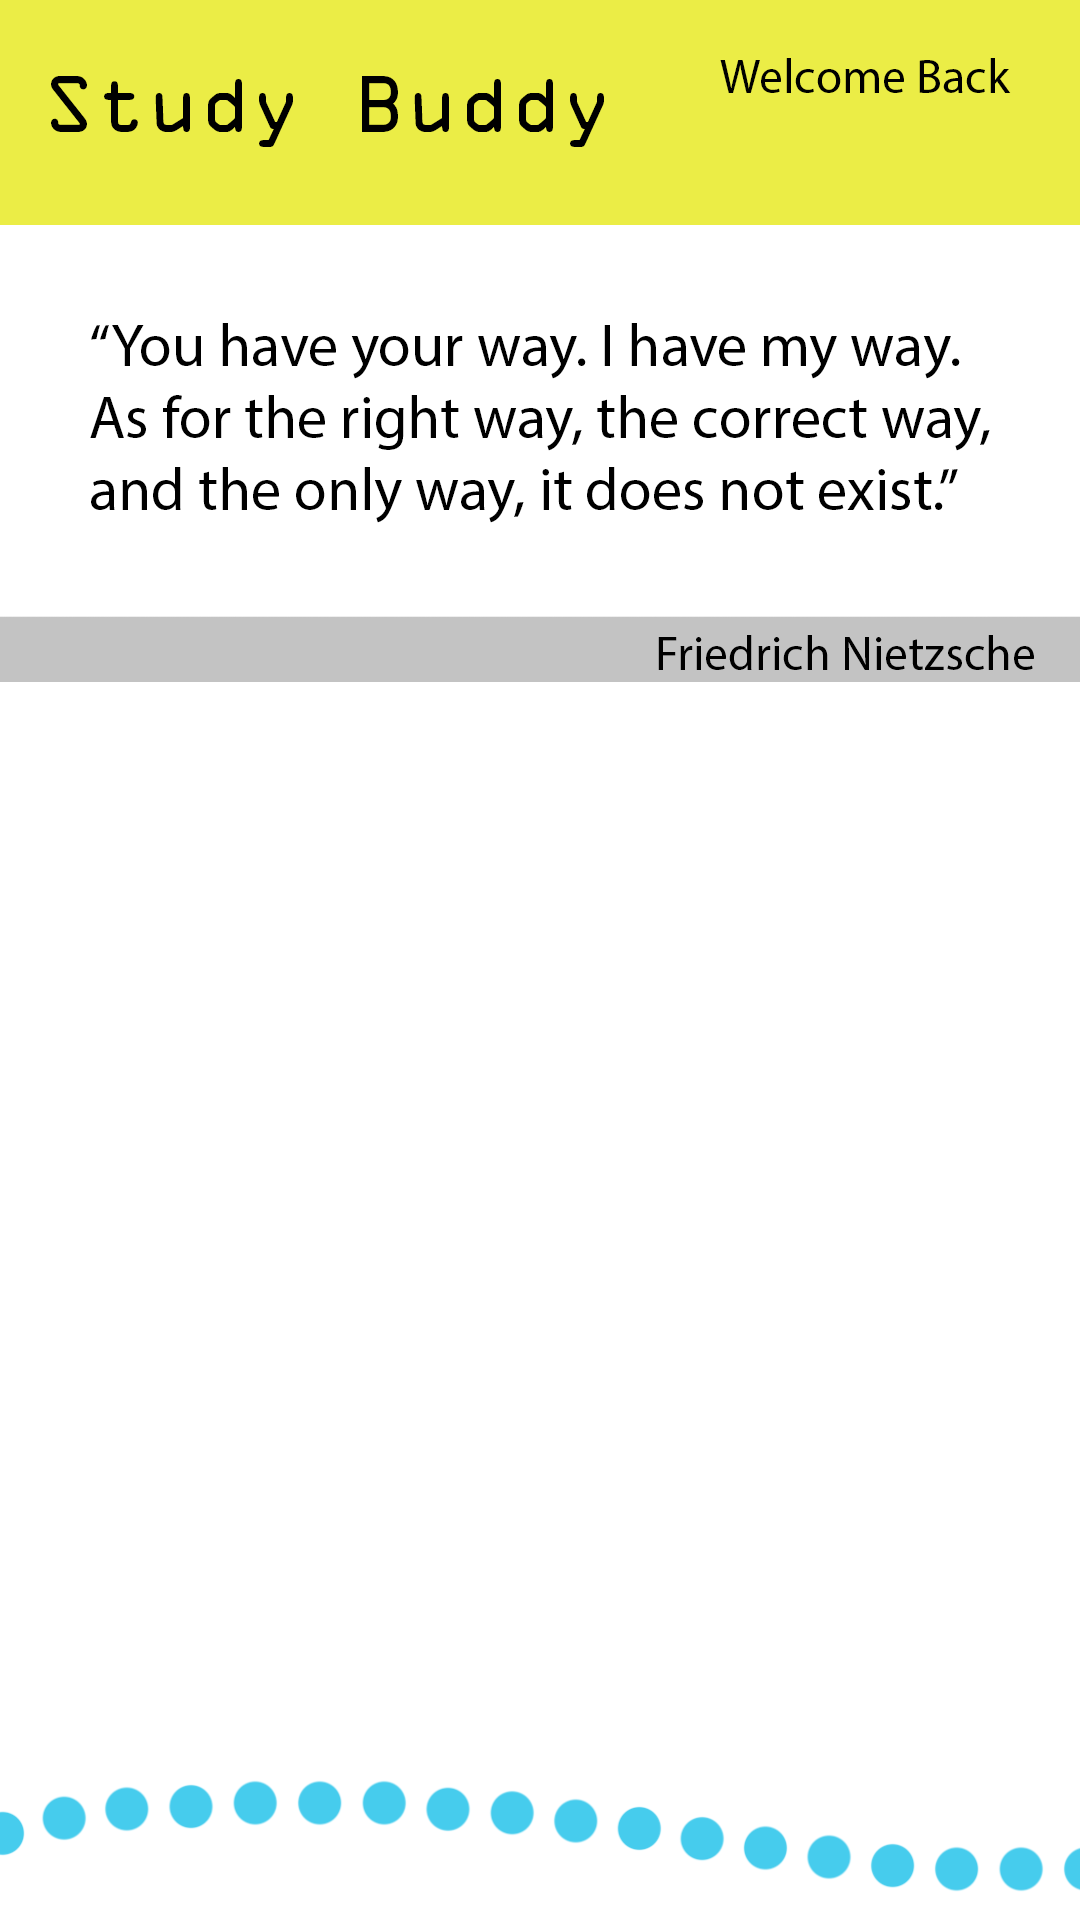 Study Buddy
Welcome Back
“You have your way. I have my way.
As for the right way, the correct way,
and the only way, it does not exist.”
Friedrich Nietzsche